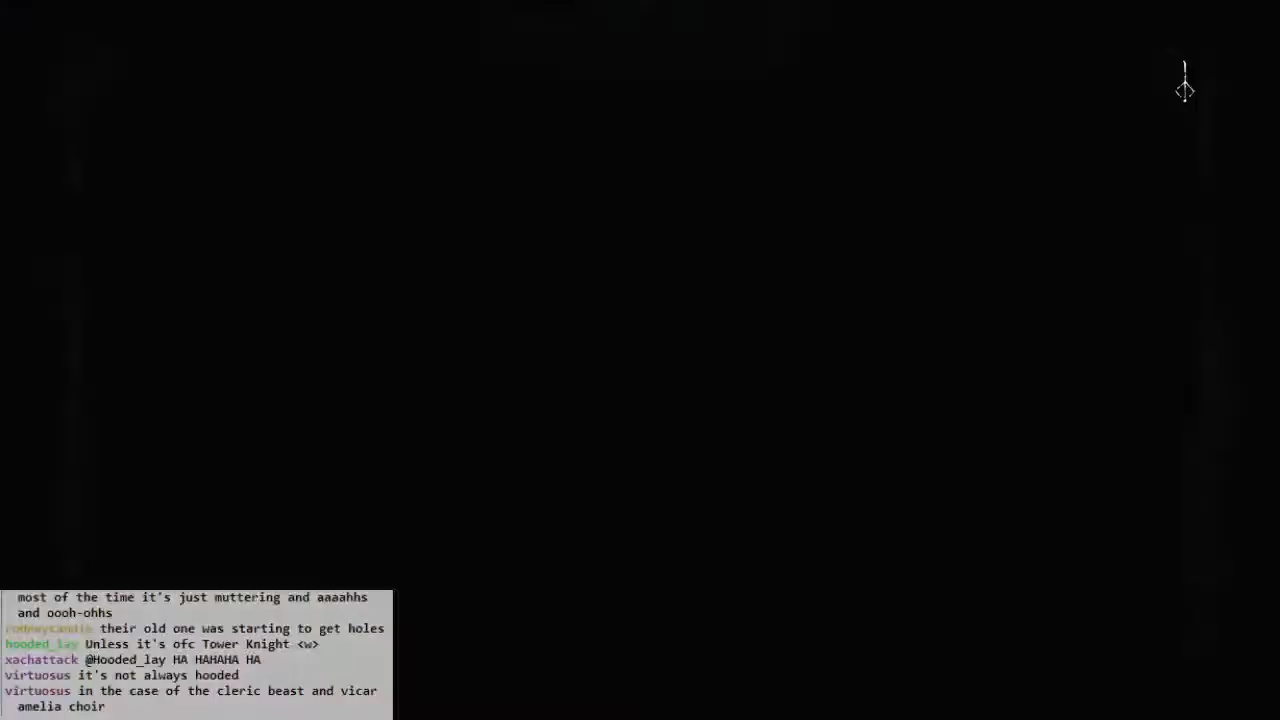 most of the time it's just muttering and aaaahhs
and oooh-ohhs
their old one was starting to get holes
hooded_lay Unless it's ofc Tower Knight <w>
xachattack @Hooded_lay HA HAHAHA HA
virtuosus it's not always hooded
virtuosus in the case of the cleric beast and vicar
amelia choir